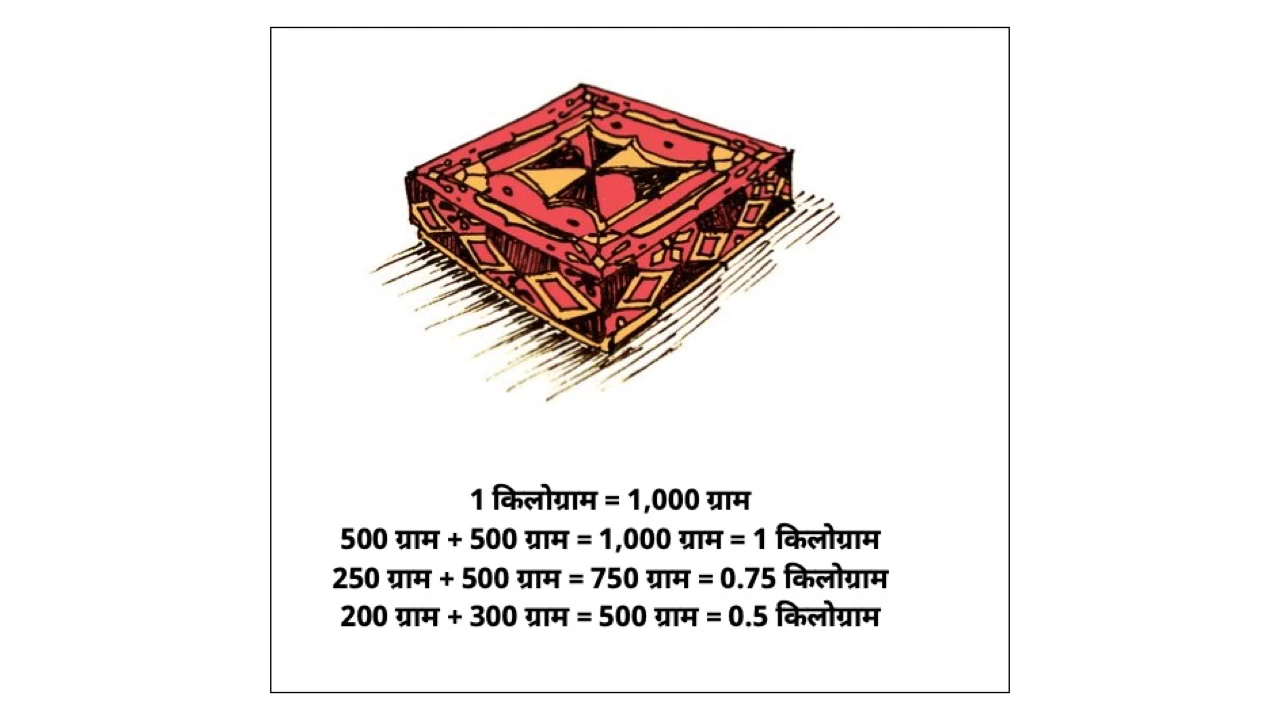 1 किलोग्राम = 1,000 ग्राम
500 ग्राम + 500 ग्राम = 1,000 ग्राम = 1 किलोग्राम
250 ग्राम + 500 ग्राम = 750 ग्राम = 0.75 किलोग्राम
200 ग्राम + 300 ग्राम = 500 ग्राम = 0.5 किलोग्राम